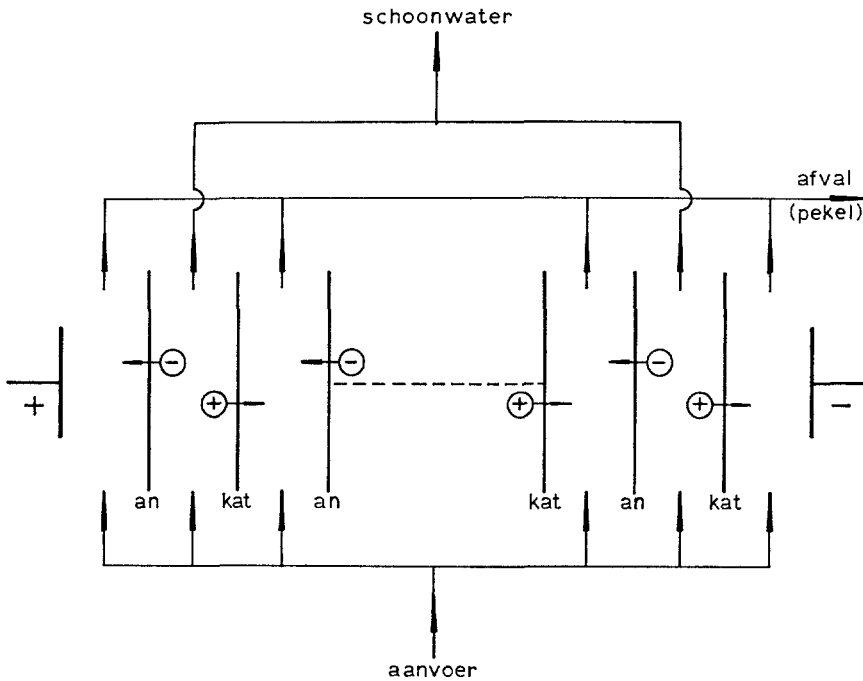 schoonwater
afval
(pekel)
− −
+ +
− −
+ +
+ −
an kat an kat an kat
aanvoer